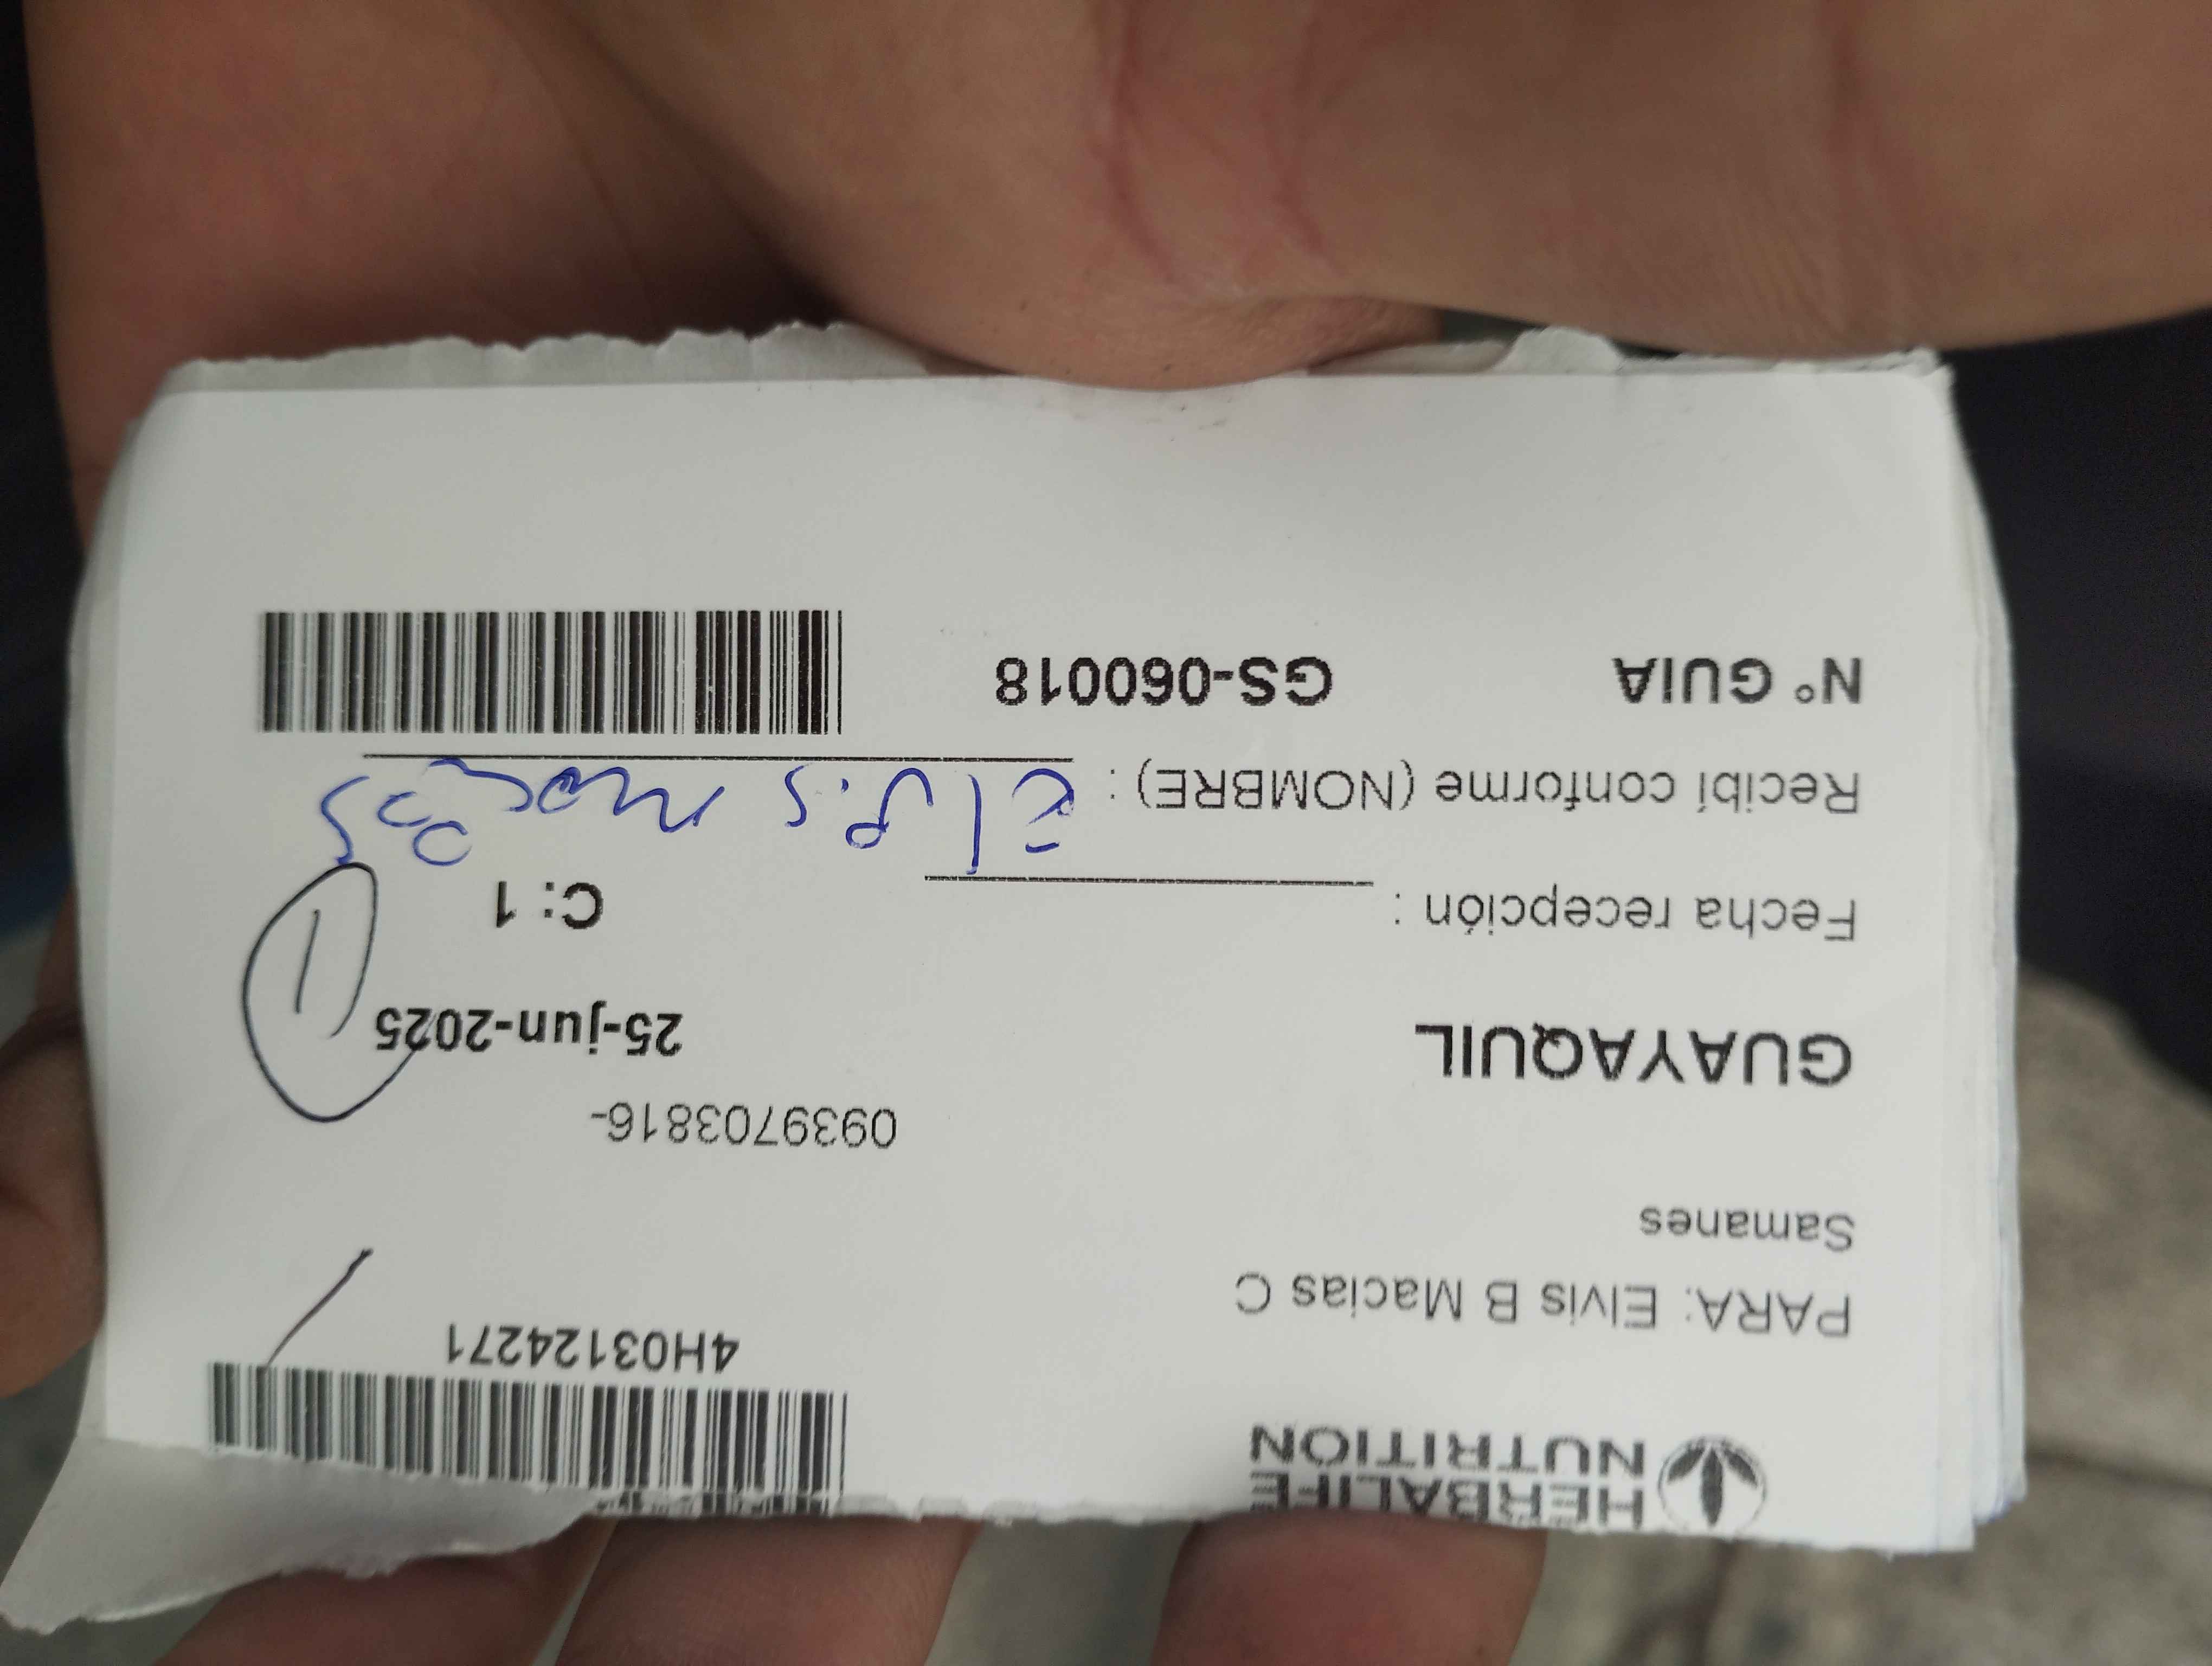 HERBALIFE
NUTRITION
4H03124271
PARA: Elvis B Macias C
Samanes
0939703816-
GUAYAQUIL
25-jun-2025
1
Fecha recepción :
C: 1
Recibí conforme (NOMBRE) : Elvis Macias
N° GUIA GS-060018